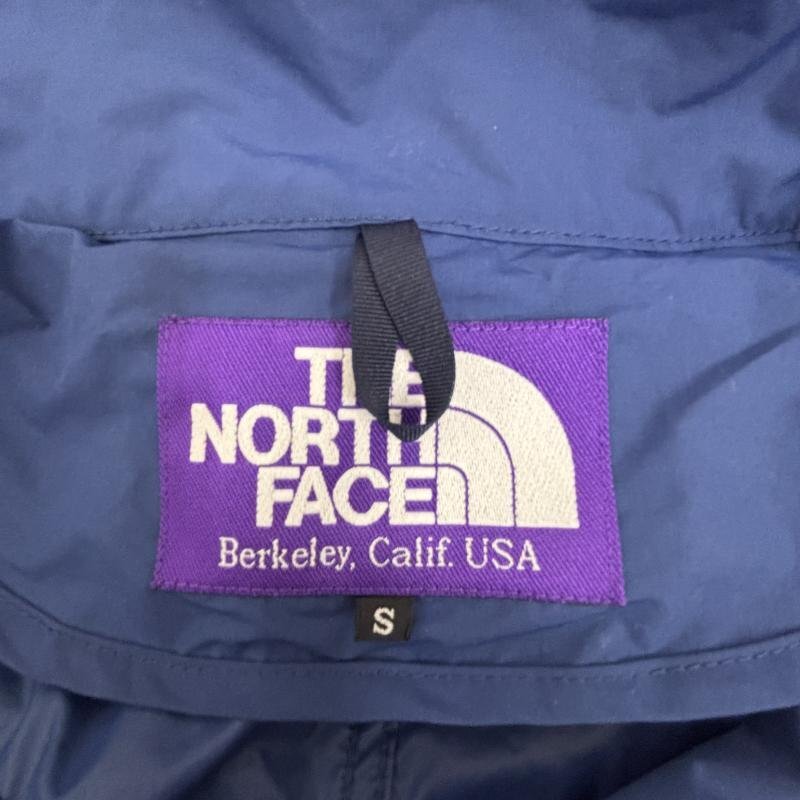 THE
NORTH
FACE
Berkeley, Calif. USA
S